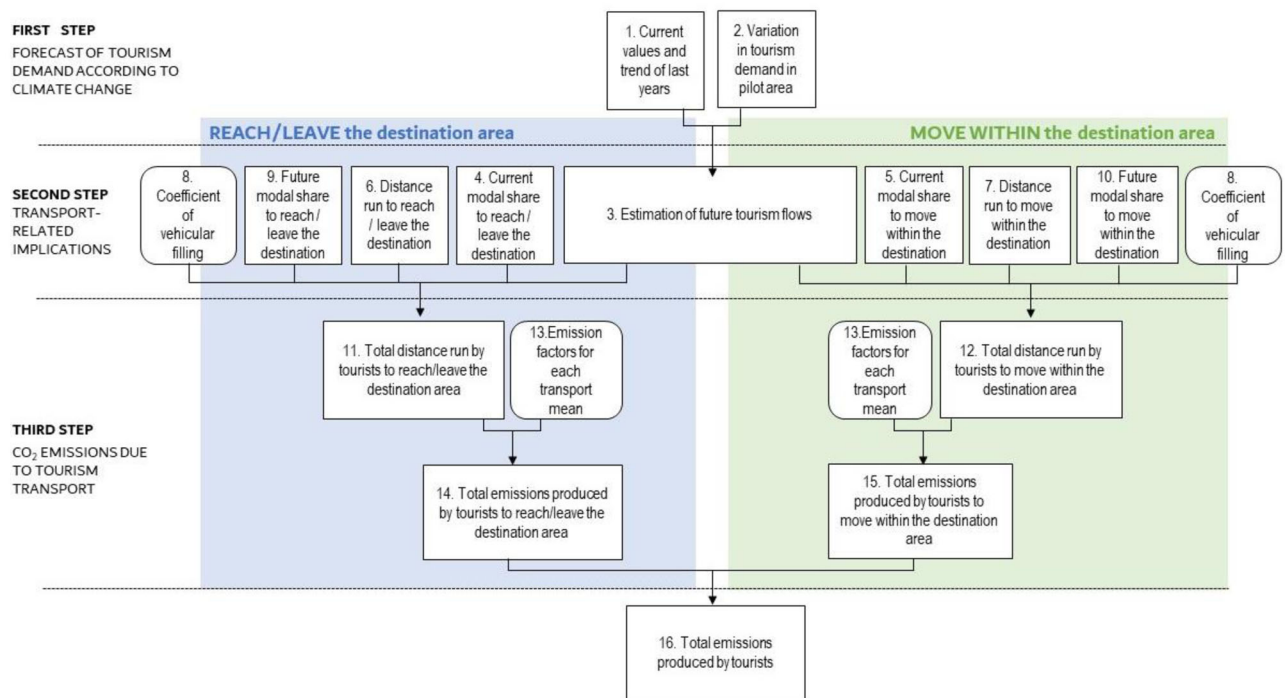 FIRST STEP
FORECAST OF TOURISM
DEMAND ACCORDING TO
CLIMATE CHANGE
1. Current
values and
trend of last
years
2. Variation
in tourism
demand in
pilot area
REACH/LEAVE the destination area
MOVE WITHIN the destination area
SECOND STEP
TRANSPORT-
RELATED
IMPLICATIONS
8.
Coefficient
of
vehicular
filling
9. Future
modal share
to reach /
leave the
destination
6. Distance
run to reach
/ leave the
destination
4. Current
modal share
to reach /
leave the
destination
3. Estimation of future tourism flows
5. Current
modal share
to move
within the
destination
7. Distance
run to move
within the
destination
10. Future
modal share
to move
within the
destination
8.
Coefficient
of
vehicular
filling
THIRD STEP
CO₂ EMISSIONS DUE
TO TOURISM
TRANSPORT
11. Total distance run by
tourists to reach/leave the
destination area
13.Emission
factors for
each
transport
mean
13.Emission
factors for
each
transport
mean
12. Total distance run by
tourists to move within the
destination area
14. Total emissions produced
by tourists to reach/leave the
destination area
15. Total emissions
produced by tourists to
move within the destination
area
16. Total emissions
produced by tourists